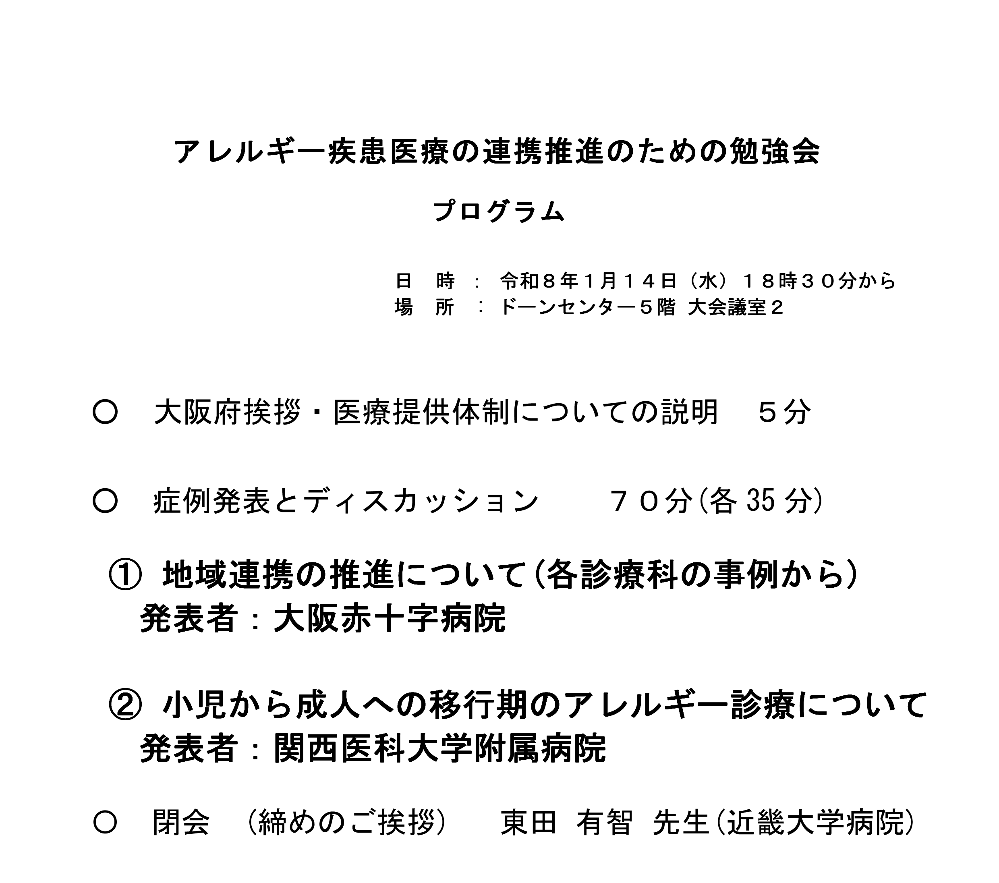 アレルギー疾患医療の連携推進のための勉強会
プログラム
日　時　：　令和８年１月１４日（水）１８時３０分から
場　所　：　ドーンセンター５階 大会議室２
○　大阪府挨拶・医療提供体制についての説明　５分
○　症例発表とディスカッション　　７０分(各 35 分)
① 地域連携の推進について(各診療科の事例から)
発表者：大阪赤十字病院
② 小児から成人への移行期のアレルギー診療について
発表者：関西医科大学附属病院
○　閉会　(締めのご挨拶)　　東田 有智 先生(近畿大学病院)